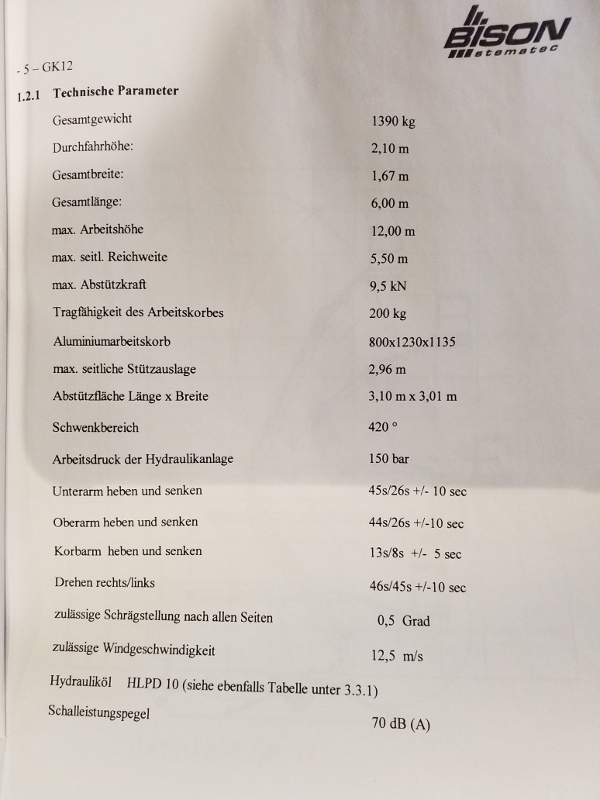 BISON
stematec
- 5 – GK12
1.2.1 Technische Parameter
Gesamtgewicht 1390 kg
Durchfahrhöhe: 2,10 m
Gesamtbreite: 1,67 m
Gesamtlänge: 6,00 m
max. Arbeitshöhe 12,00 m
max. seitl. Reichweite 5,50 m
max. Abstützkraft 9,5 kN
Tragfähigkeit des Arbeitskorbes 200 kg
Aluminiumarbeitskorb 800x1230x1135
max. seitliche Stützauslage 2,96 m
Abstützfläche Länge x Breite 3,10 m x 3,01 m
Schwenkbereich 420 °
Arbeitsdruck der Hydraulikanlage 150 bar
Unterarm heben und senken 45s/26s +/- 10 sec
Oberarm heben und senken 44s/26s +/-10 sec
Korbarm heben und senken 13s/8s +/- 5 sec
Drehen rechts/links 46s/45s +/-10 sec
zulässige Schrägstellung nach allen Seiten 0,5 Grad
zulässige Windgeschwindigkeit 12,5 m/s
Hydrauliköl HLPD 10 (siehe ebenfalls Tabelle unter 3.3.1)
Schalleistungspegel 70 dB (A)